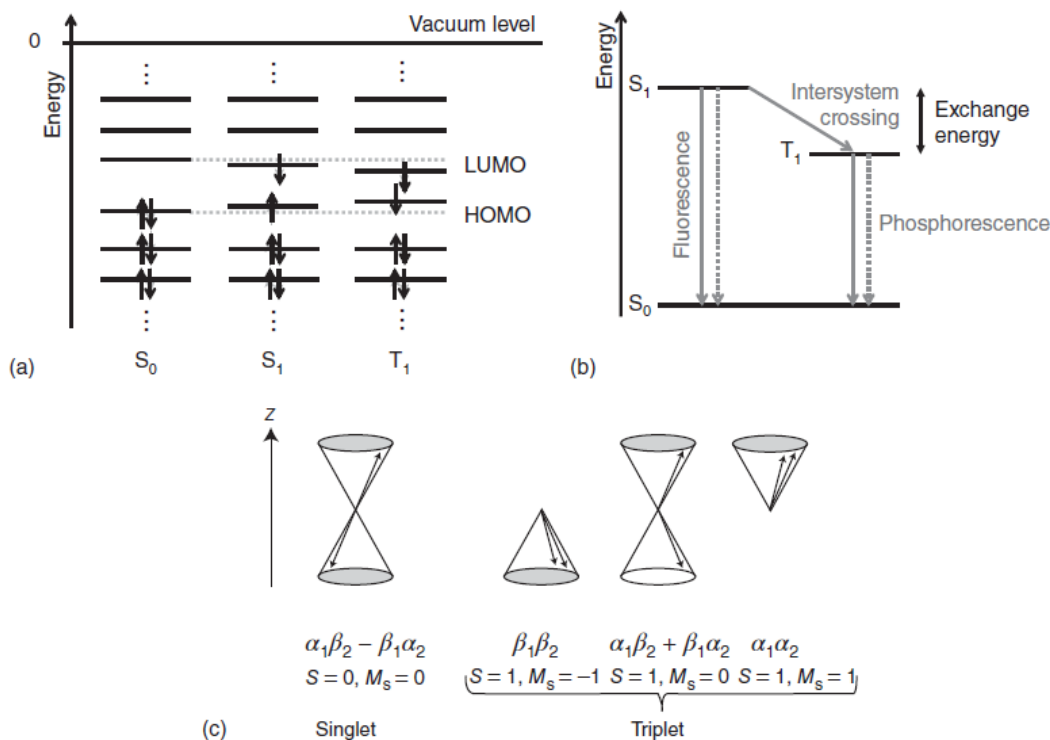 Vacuum level
0
Energy
⋮ ⋮ ⋮
LUMO
HOMO
⋮ ⋮ ⋮
S₀ S₁ T₁
(a)
Energy
S₁
Intersystem
crossing
Exchange
energy
T₁
Fluorescence
Phosphorescence
S₀
(b)
z
α₁β₂ − β₁α₂ β₁β₂ α₁β₂ + β₁α₂ α₁α₂
S = 0, Mₛ = 0 S = 1, Mₛ = −1 S = 1, Mₛ = 0 S = 1, Mₛ = 1
(c) Singlet Triplet